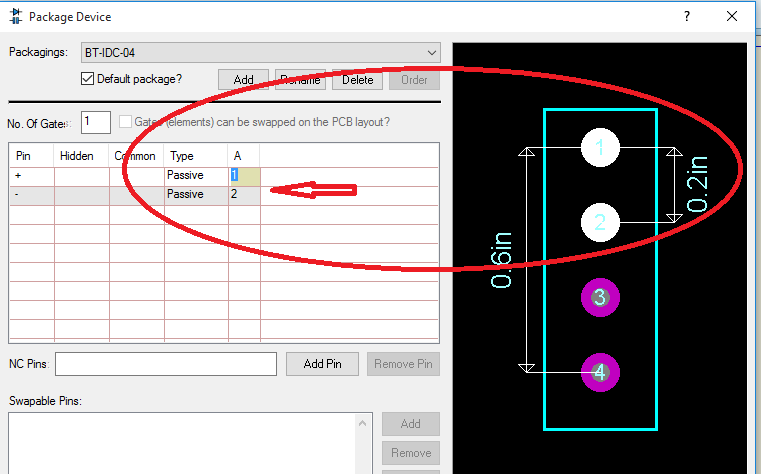 Package Device
?
Packagings:
BT-IDC-04
Default package?
Add
Rename
Delete
Order
No. Of Gates:
1
Gates (elements) can be swapped on the PCB layout?
Pin Hidden Common Type A
+ Passive 1
- Passive 2
NC Pins:
Add Pin
Remove Pin
Swapable Pins:
Add
Remove
1
2
3
4
0.2in
0.6in